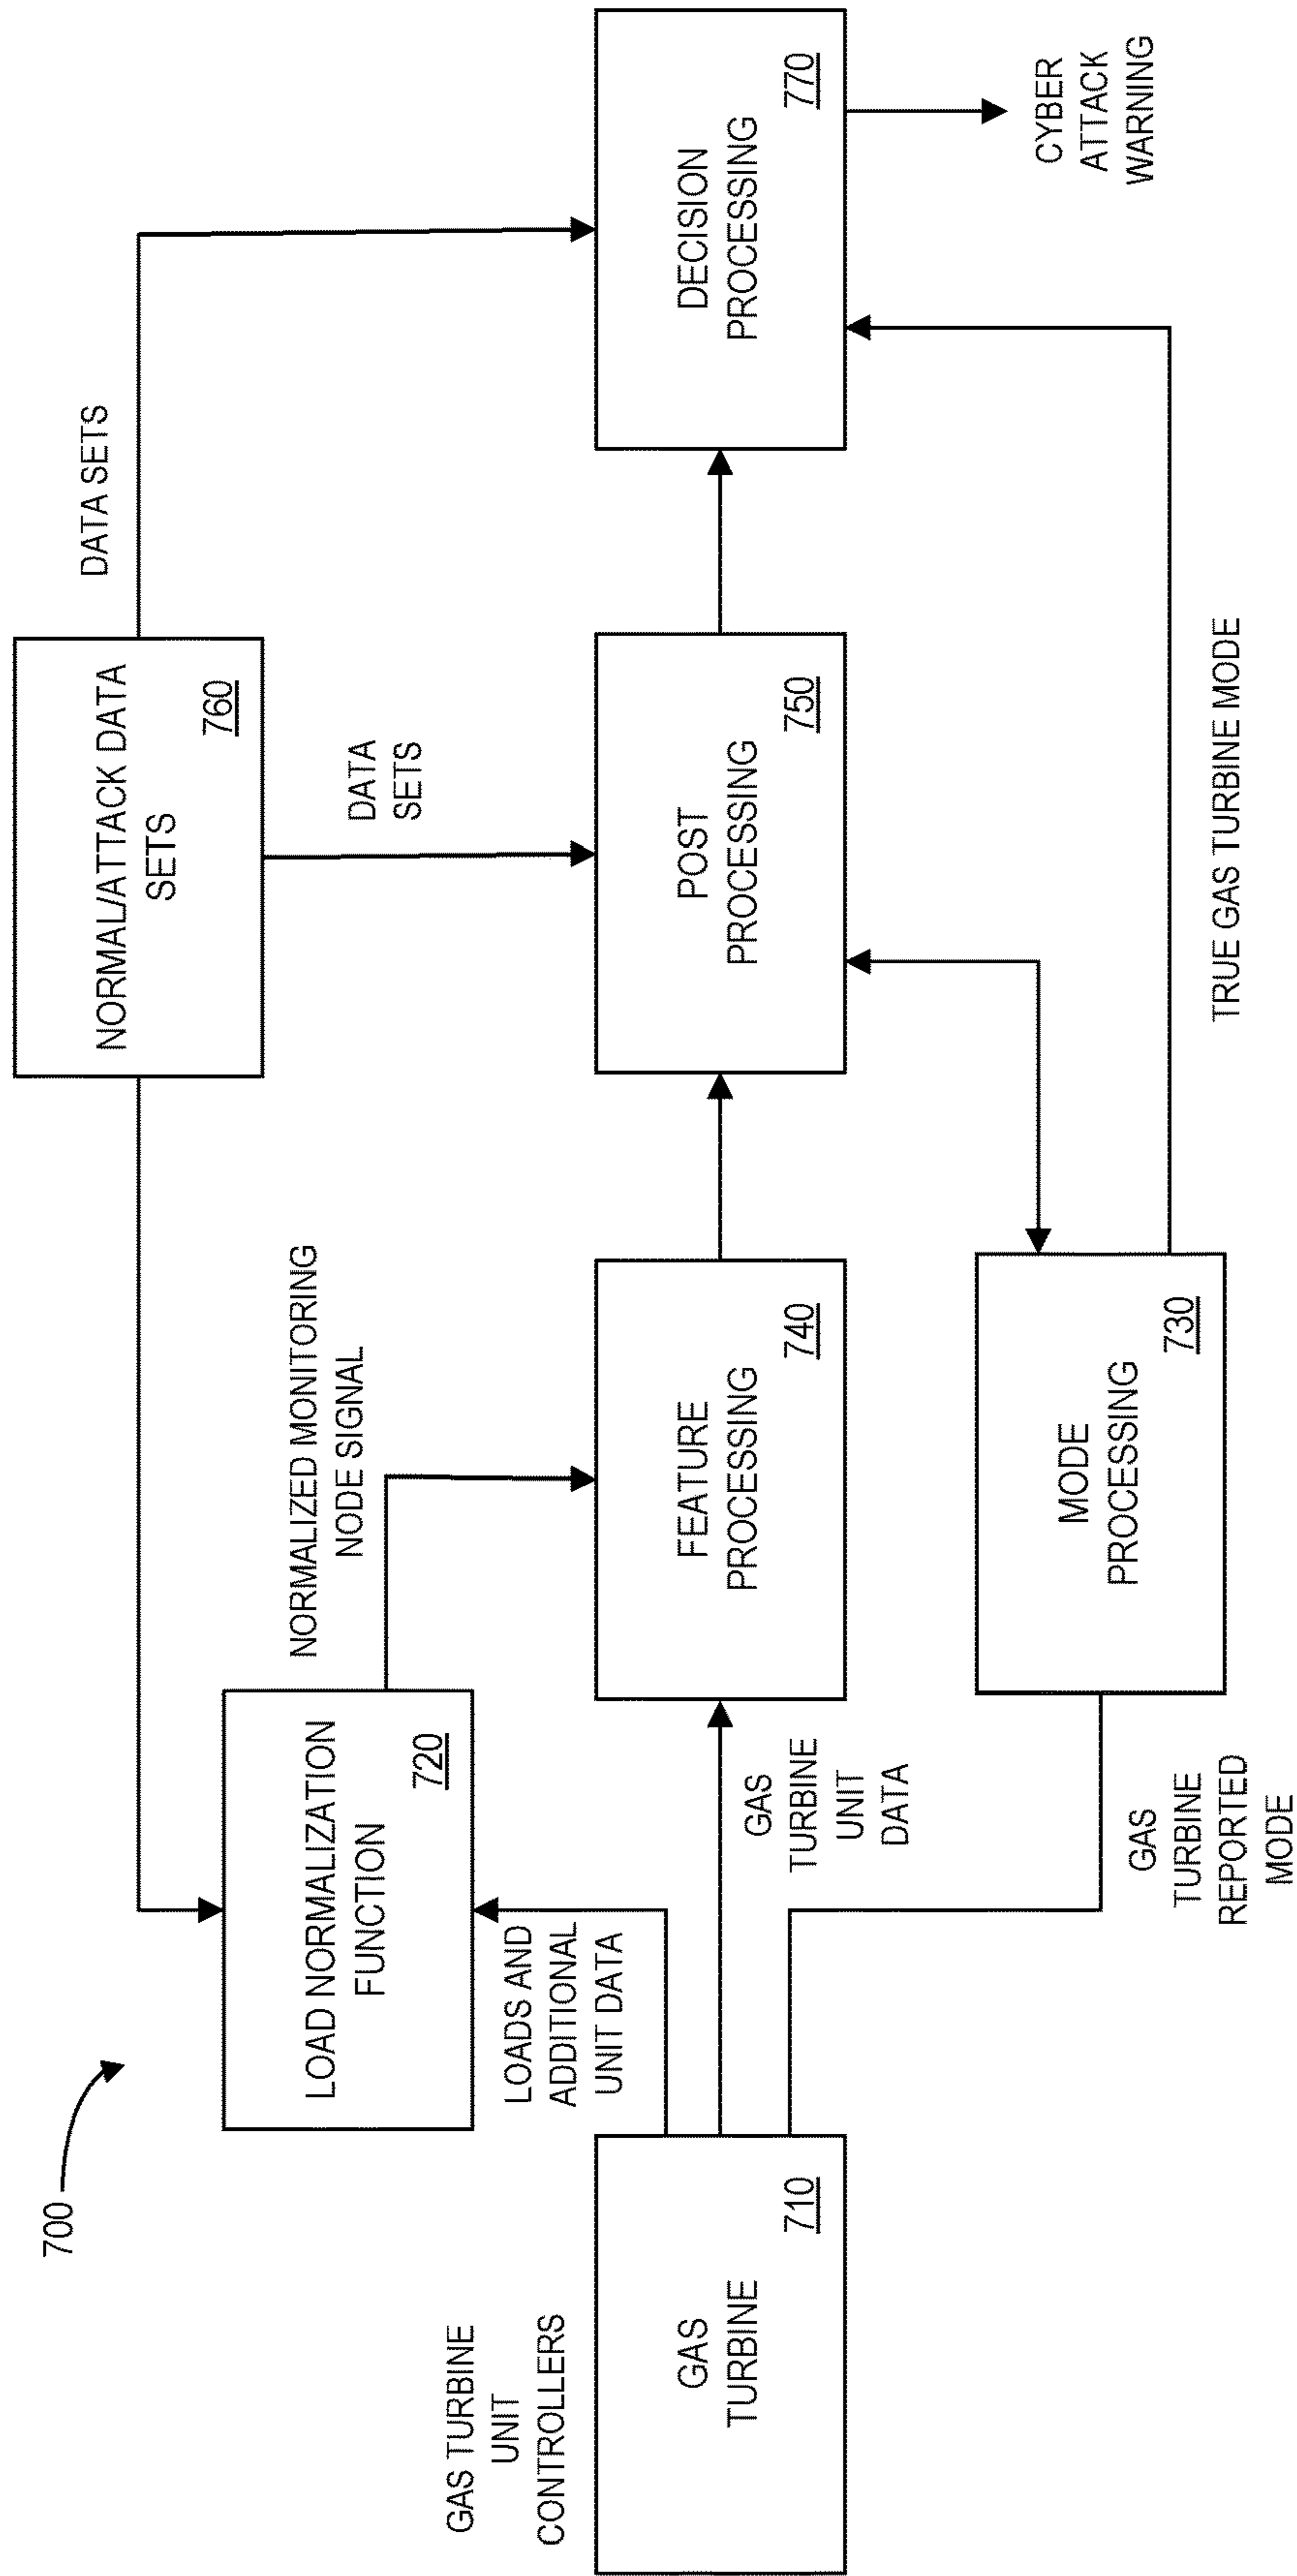 700
NORMAL/ATTACK DATA
SETS
760
DATA SETS
DATA
SETS
LOAD NORMALIZATION
FUNCTION
720
NORMALIZED MONITORING
NODE SIGNAL
LOADS AND
ADDITIONAL
UNIT DATA
GAS TURBINE
UNIT
CONTROLLERS
GAS
TURBINE
710
GAS
TURBINE
UNIT
DATA
FEATURE
PROCESSING
740
POST
PROCESSING
750
DECISION
PROCESSING
770
CYBER
ATTACK
WARNING
GAS
TURBINE
REPORTED
MODE
MODE
PROCESSING
730
TRUE GAS TURBINE MODE